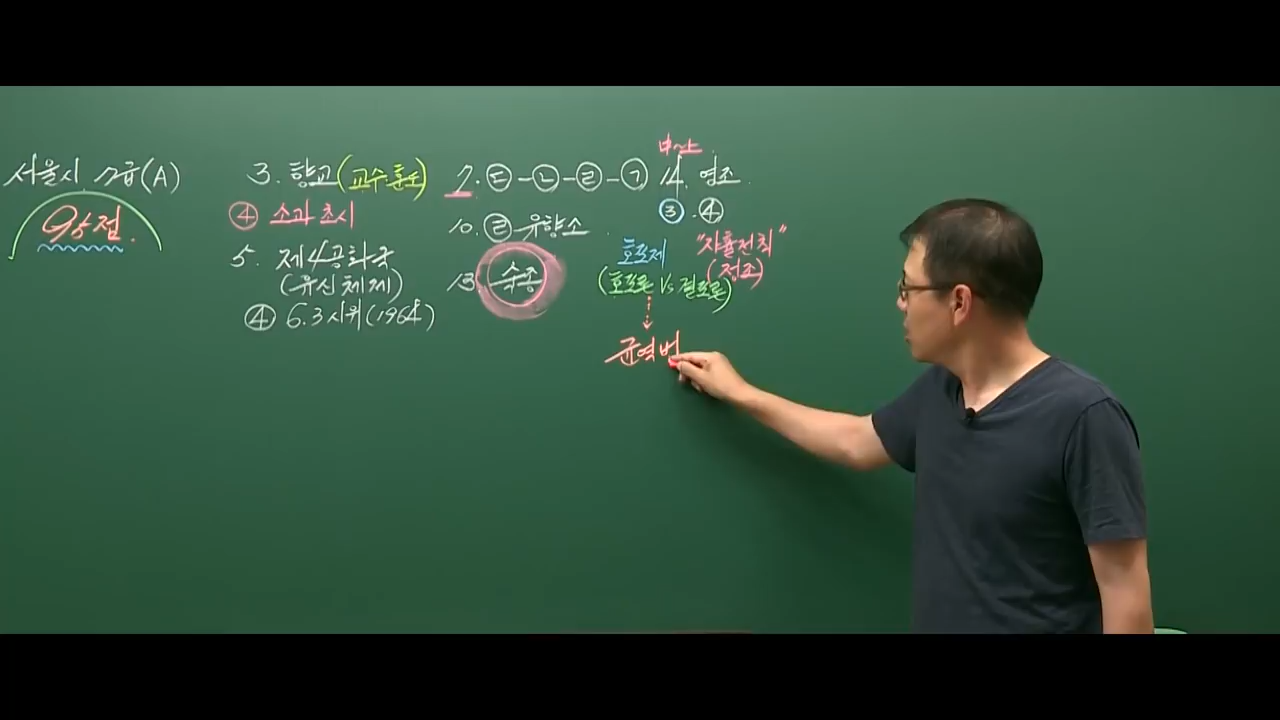 서울시 7급(A)
95점.
3. 향교(교수·훈도)
④ 소과 초시
5. 제4공화국
(유신체제)
④ 6.3시위(1964)
7. ㄷ-ㄴ-ㄹ-ㄱ
10. ㄹ 유향소
13. 숙종
14. 영조
③. ④
호포제
"자휼전칙"
(정조)
(호포론 Vs 결포론)
균역법